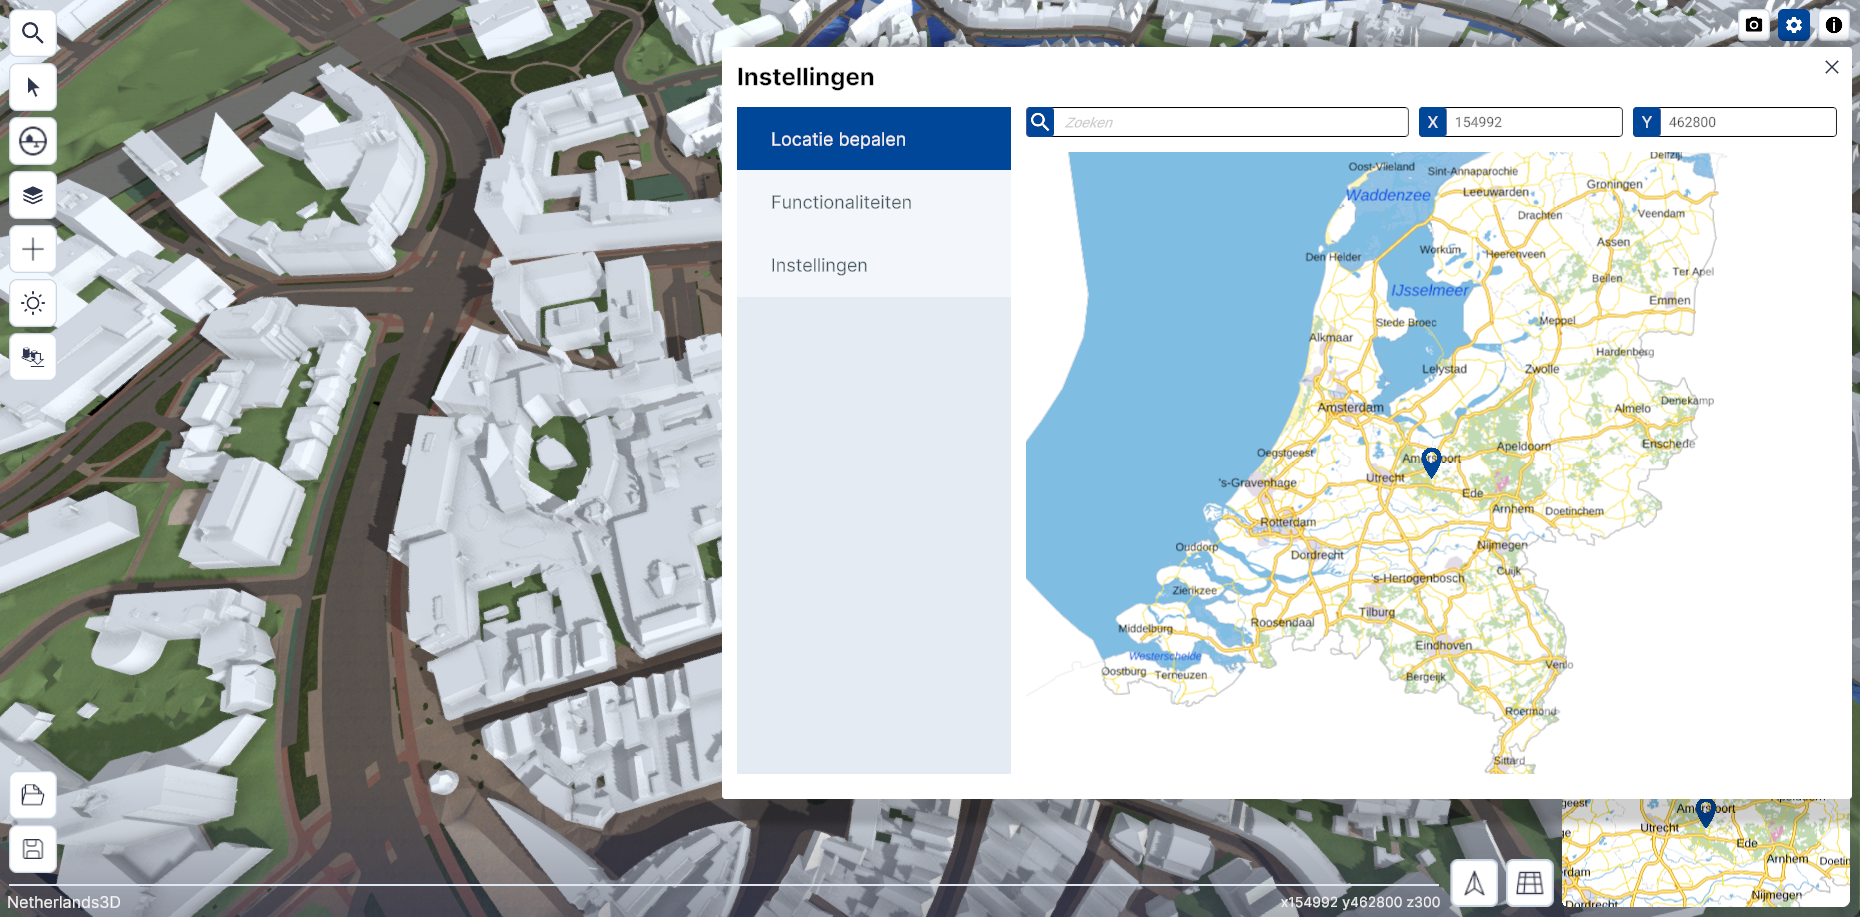 Instellingen
Locatie bepalen
Functionaliteiten
Instellingen
Zoeken
X 154992
Y 462800
Oost-Vlieland
Sint-Annaparochie
Delfzijl
Waddenzee
Leeuwarden
Groningen
Drachten
Veendam
Workum
Assen
Den Helder
Heerenveen
Ter Apel
Beilen
IJsselmeer
Emmen
Stede Broec
Meppel
Alkmaar
Hardenberg
Lelystad
Zwolle
Denekamp
Amsterdam
Almelo
Enschede
Apeldoorn
Oegstgeest
Utrecht
's-Gravenhage
Ede
Arnhem
Doetinchem
Rotterdam
Ouddorp
Dordrecht
Nijmegen
Cuijk
's-Hertogenbosch
Zierikzee
Tilburg
Middelburg
Roosendaal
Eindhoven
Westerschelde
Venlo
Oostburg
Terneuzen
Bergeijk
Roermond
Sittard
geest
Utrecht
Ede
Arnhem
Doetin
rdam
Nijmegen
Dordrecht
Netherlands3D
x154992 y462800 z300